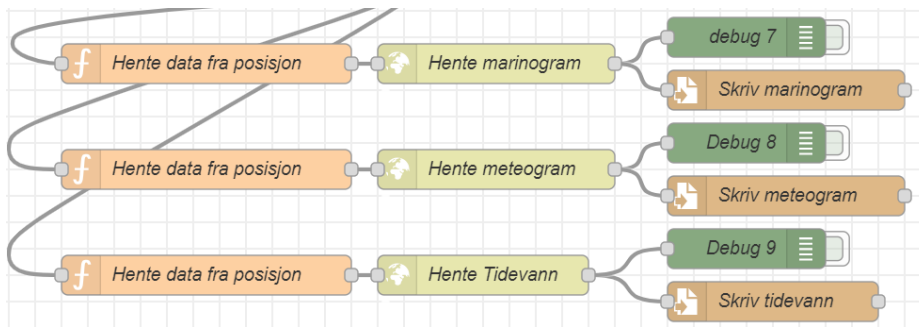 Hente data fra posisjon
Hente marinogram
debug 7
Skriv marinogram
Hente data fra posisjon
Hente meteogram
Debug 8
Skriv meteogram
Hente data fra posisjon
Hente Tidevann
Debug 9
Skriv tidevann